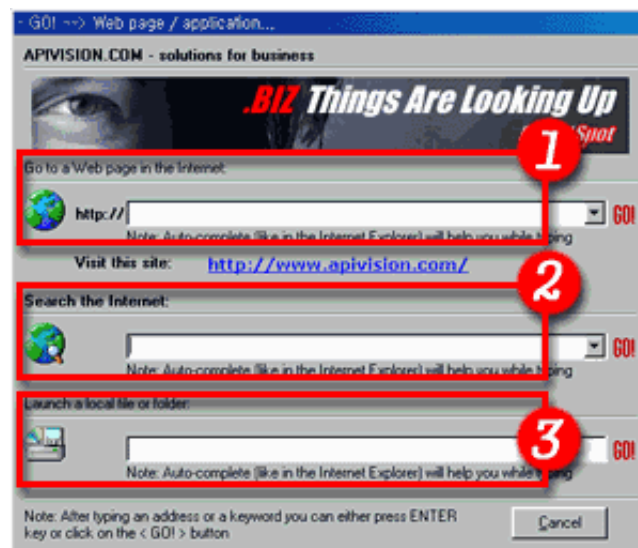 - GO! ~~> Web page / application...
APIVISION.COM - solutions for business
.BIZ Things Are Looking Up
Spot
1
Go to a Web page in the Internet:
http:// GO!
Note: Auto-complete (like in the Internet Explorer) will help you while typing
Visit this site: http://www.apivision.com/
2
Search the Internet:
GO!
Note: Auto-complete (like in the Internet Explorer) will help you while typing
Launch a local file or folder:
3
GO!
Note: Auto-complete (like in the Internet Explorer) will help you while typing
Note: After typing an address or a keyword you can either press ENTER
key or click on the < GO! > button
Cancel